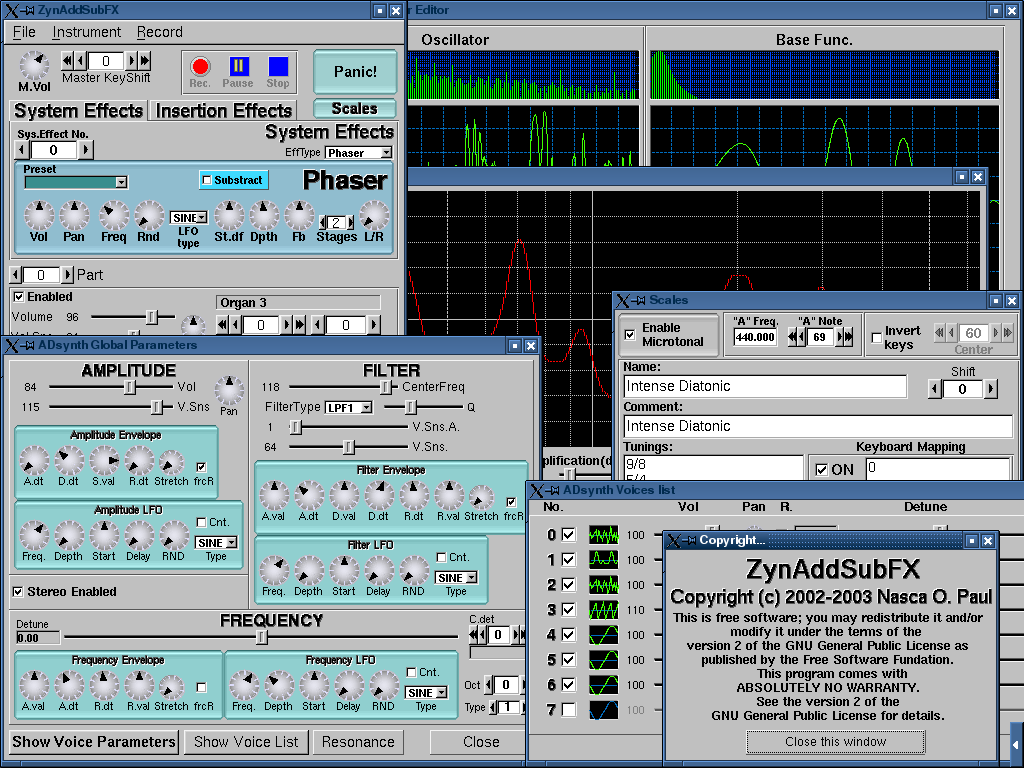 ZynAddSubFX
File Instrument Record
M.Vol
0
Master KeyShift
Rec. Pause Stop
Panic!
Scales
System Effects Insertion Effects
Sys.Effect No.
0
System Effects
EffType Phaser
Preset
Substract
Phaser
Vol Pan Freq Rnd SINE LFO type St.df Dpth Fb 2 Stages L/R
0 Part
Enabled
Volume 96
Organ 3
0 0
r Editor
Oscillator
Base Func.
ADsynth Global Parameters
AMPLITUDE
84 Vol
115 V.Sns
Pan
Amplitude Envelope
A.dt D.dt S.val R.dt Stretch frcR
Amplitude LFO
Cnt.
SINE
Freq. Depth Start Delay RND Type
Stereo Enabled
FILTER
118 CenterFreq
FilterType LPF1 Q
1 V.Sns.A.
64 V.Sns.
Filter Envelope
A.val A.dt D.val D.dt R.dt R.val Stretch frcR
Filter LFO
Cnt.
SINE
Freq. Depth Start Delay RND Type
FREQUENCY
Detune
0.00
C.det
0
Frequency Envelope
A.val A.dt R.dt R.val Stretch
Frequency LFO
Cnt.
SINE
Freq. Depth Start Delay RND Type
Oct 0
Type 1
Show Voice Parameters Show Voice List Resonance Close
plification(d
Scales
Enable
Microtonal
"A" Freq.
440.000
"A" Note
69
Invert
keys
60
Center
Name:
Intense Diatonic
Shift
0
Comment:
Intense Diatonic
Tunings:
9/8
5/4
Keyboard Mapping
ON 0
ADsynth Voices list
No. Vol Pan R. Detune
0 100
1 100
2 100
3 110
4 100
5 100
6 100
7 100
Copyright...
ZynAddSubFX
Copyright (c) 2002-2003 Nasca O. Paul
This is free software; you may redistribute it and/or
modify it under the terms of the
version 2 of the GNU General Public License as
published by the Free Software Fundation.
This program comes with
ABSOLUTELY NO WARRANTY.
See the version 2 of the
GNU General Public License for details.
Close this window